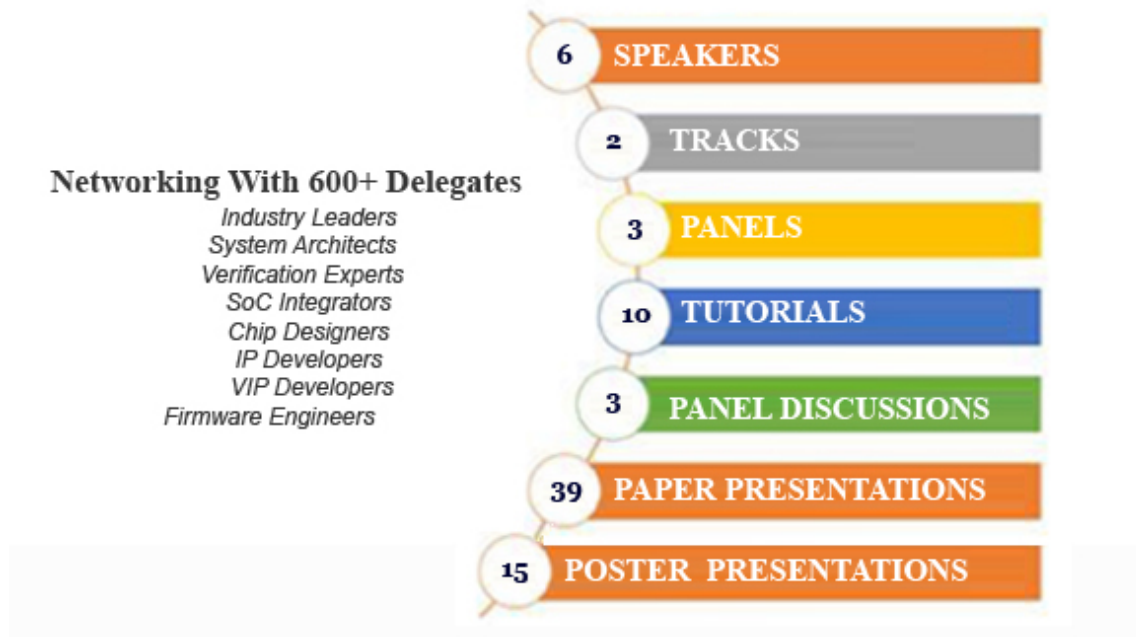 Networking With 600+ Delegates
Industry Leaders
System Architects
Verification Experts
SoC Integrators
Chip Designers
IP Developers
VIP Developers
Firmware Engineers
6 SPEAKERS
2 TRACKS
3 PANELS
10 TUTORIALS
3 PANEL DISCUSSIONS
39 PAPER PRESENTATIONS
15 POSTER PRESENTATIONS